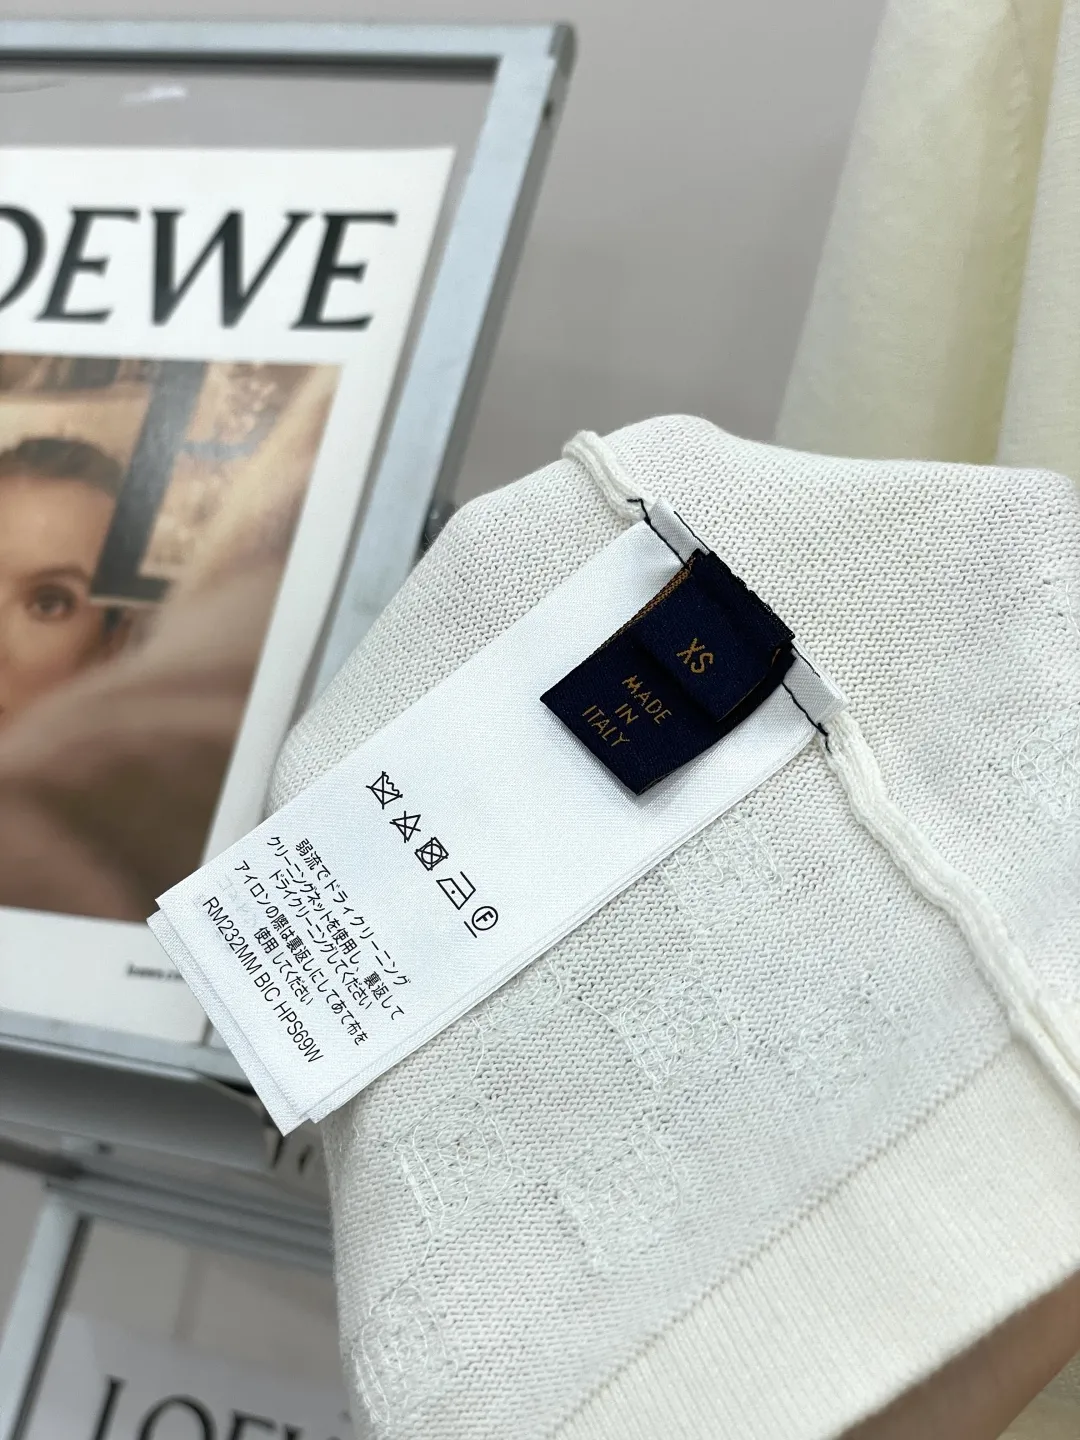 OEWE
XS
MADE
IN
ITALY
F
弱流でドライクリーニング
クリーニングネットを使用し、裏返して
ドライクリーニングしてください
アイロンの際は裏返しにしてあて布を
使用してください
RM232MM BIC HPS69W
LOEW